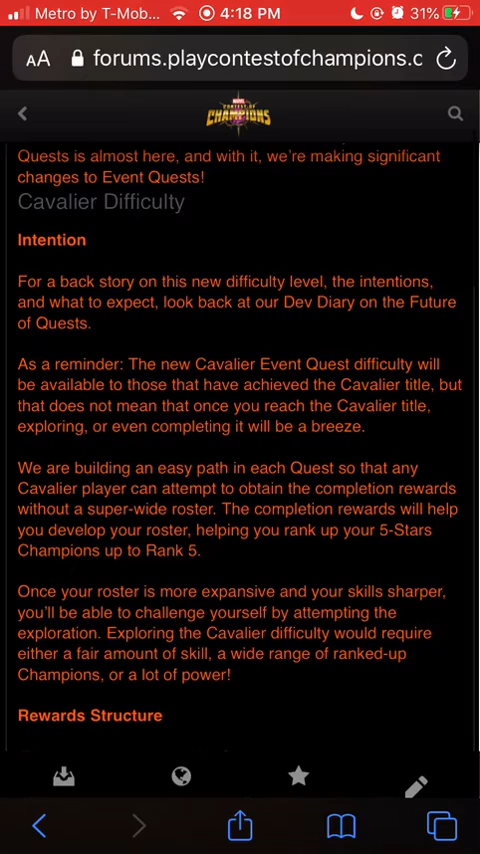 Metro by T-Mob... 4:18 PM 31%
AA forums.playcontestofchampions.c
MARVEL
CONTEST OF
CHAMPIONS
Quests is almost here, and with it, we're making significant
changes to Event Quests!
Cavalier Difficulty
Intention
For a back story on this new difficulty level, the intentions,
and what to expect, look back at our Dev Diary on the Future
of Quests.
As a reminder: The new Cavalier Event Quest difficulty will
be available to those that have achieved the Cavalier title, but
that does not mean that once you reach the Cavalier title,
exploring, or even completing it will be a breeze.
We are building an easy path in each Quest so that any
Cavalier player can attempt to obtain the completion rewards
without a super-wide roster. The completion rewards will help
you develop your roster, helping you rank up your 5-Stars
Champions up to Rank 5.
Once your roster is more expansive and your skills sharper,
you'll be able to challenge yourself by attempting the
exploration. Exploring the Cavalier difficulty would require
either a fair amount of skill, a wide range of ranked-up
Champions, or a lot of power!
Rewards Structure